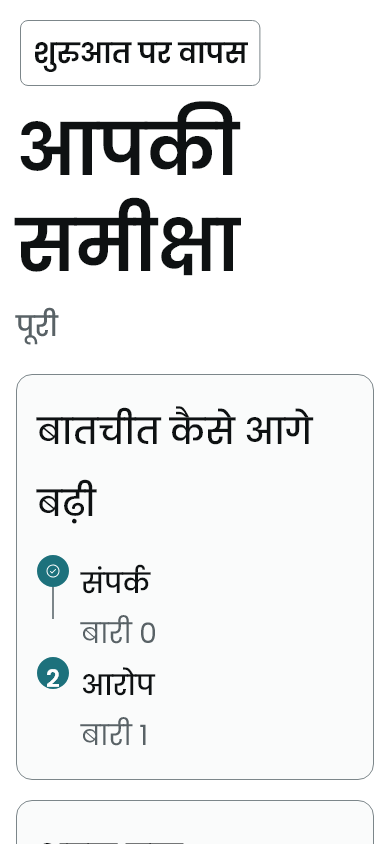 शुरुआत पर वापस
आपकी
समीक्षा
पूरी
बातचीत कैसे आगे
बढ़ी
संपर्क
बारी 0
2 आरोप
बारी 1